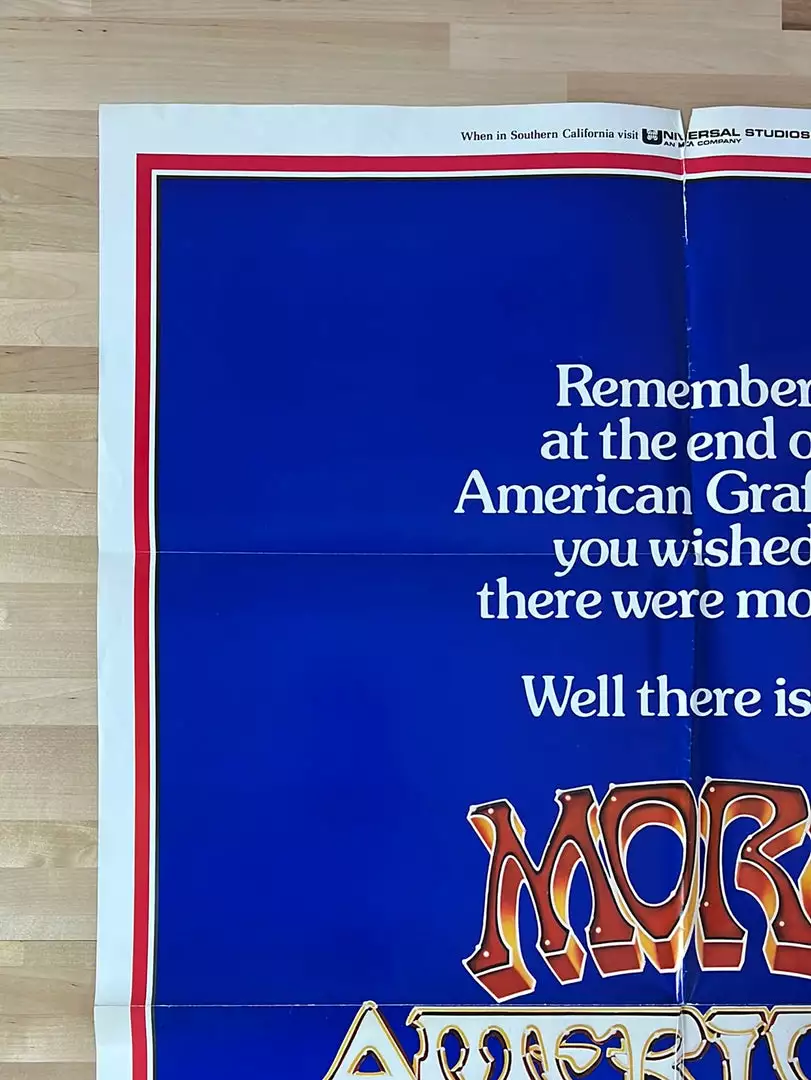 When in Southern California visit UNIVERSAL STUDIOS
AN MCA COMPANY
Remember
at the end o
American Graf
you wished
there were mo
Well there is
MOR
AMERIC